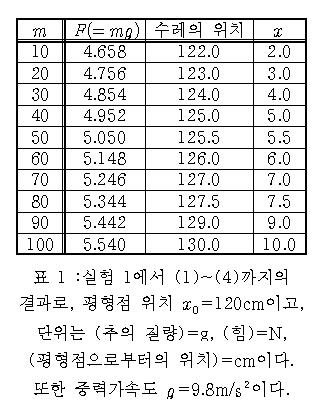 m F(=mg) 수레의 위치 x
10 4.658 122.0 2.0
20 4.756 123.0 3.0
30 4.854 124.0 4.0
40 4.952 125.0 5.0
50 5.050 125.5 5.5
60 5.148 126.0 6.0
70 5.246 127.0 7.0
80 5.344 127.5 7.5
90 5.442 129.0 9.0
100 5.540 130.0 10.0
표 1 :실험 1에서 (1)~(4)까지의
결과로, 평형점 위치 x₀=120cm이고,
단위는 (추의 질량)=g, (힘)=N,
(평형점으로부터의 위치)=cm이다.
또한 중력가속도 g=9.8m/s²이다.